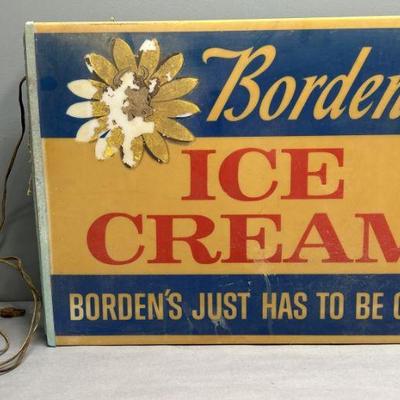 Borden
ICE
CREAM
BORDEN'S JUST HAS TO BE